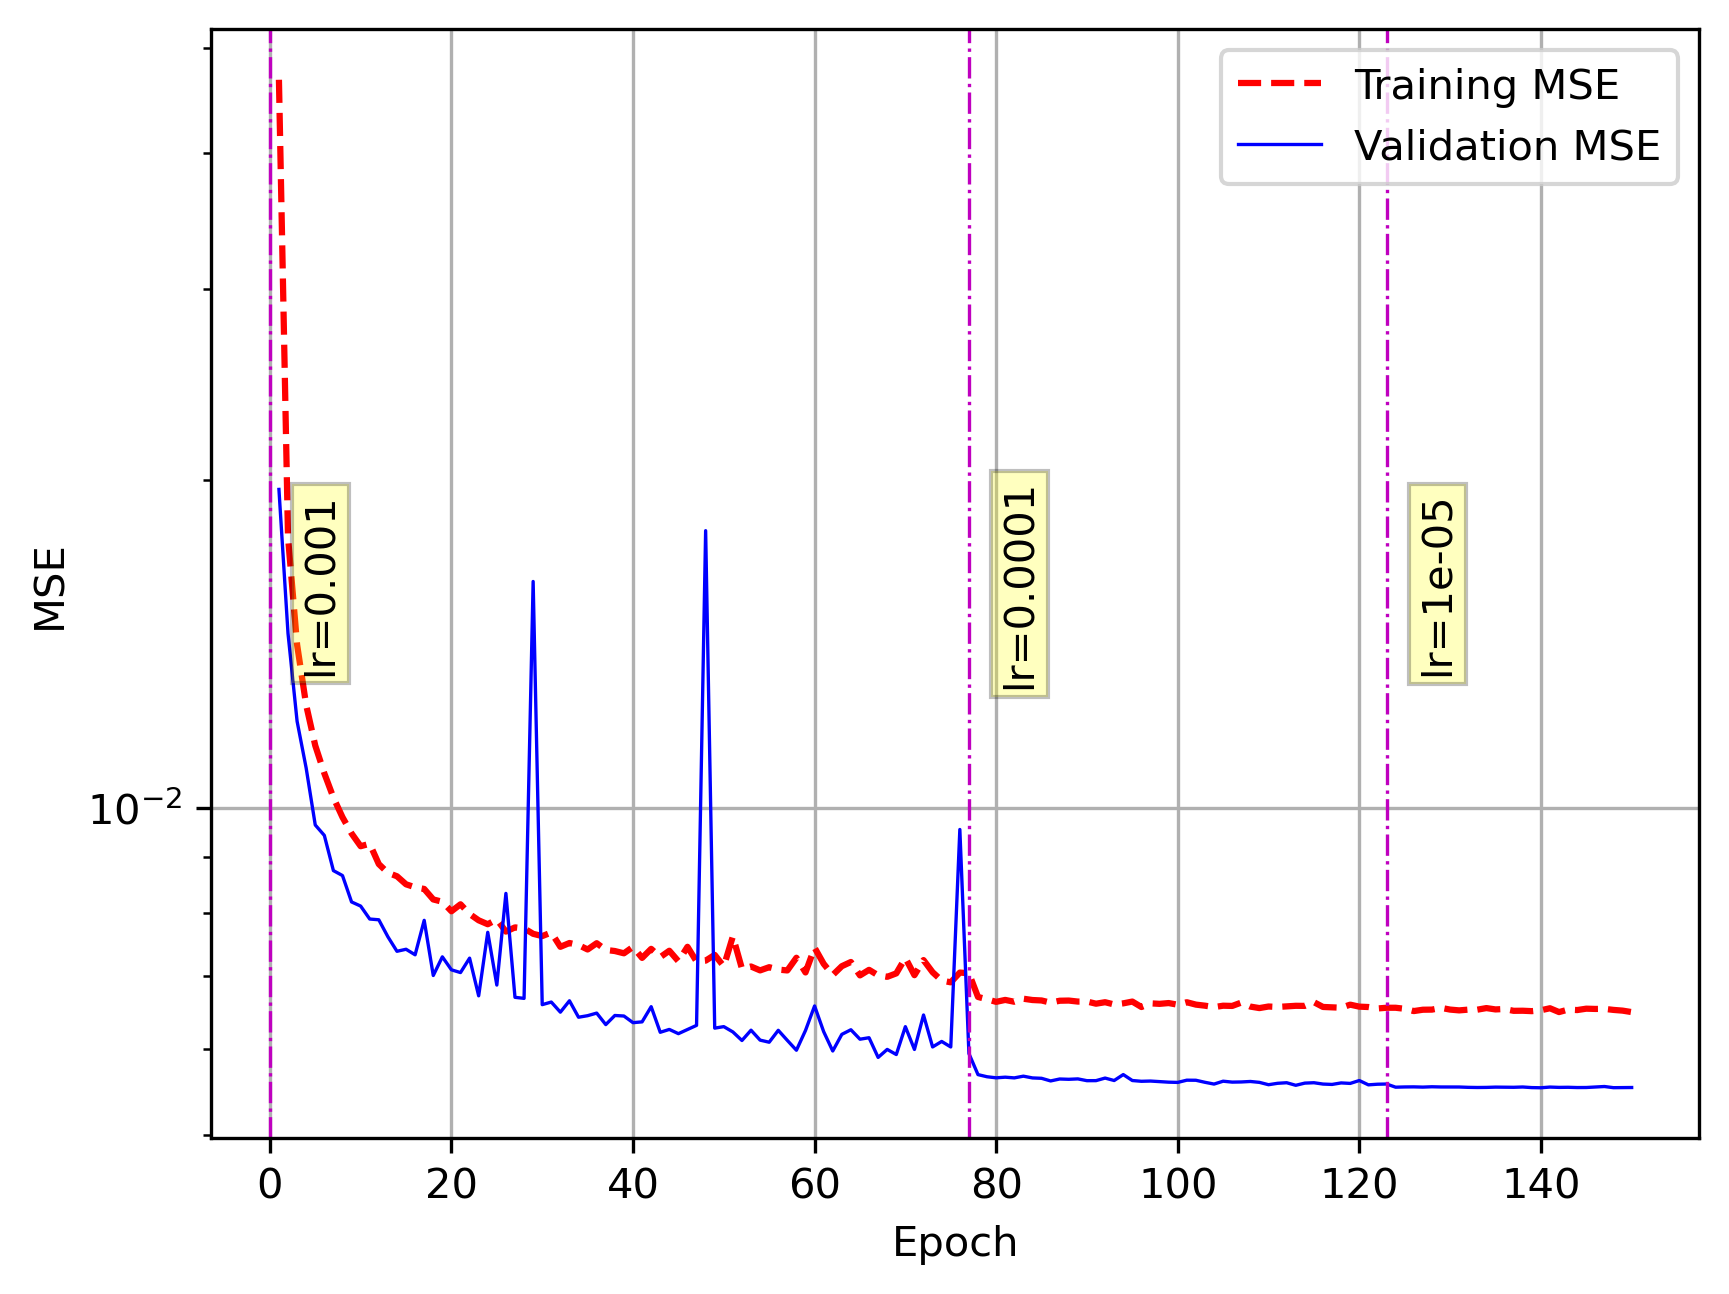 Training MSE
Validation MSE
MSE
10⁻²
lr=0.001
lr=0.0001
lr=1e-05
0 20 40 60 80 100 120 140
Epoch